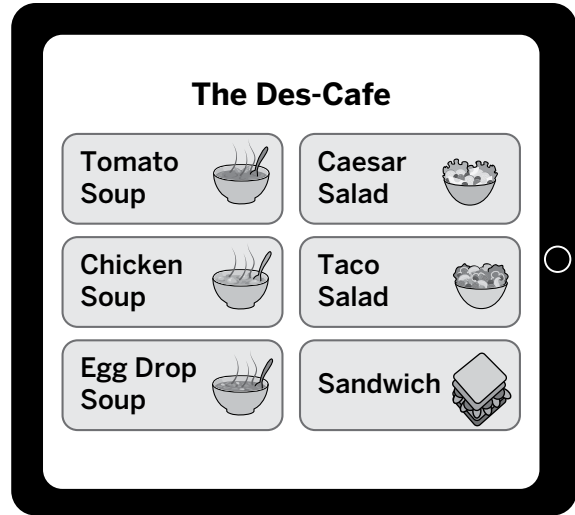 The Des-Cafe
Tomato
Soup
Caesar
Salad
Chicken
Soup
Taco
Salad
Egg Drop
Soup
Sandwich